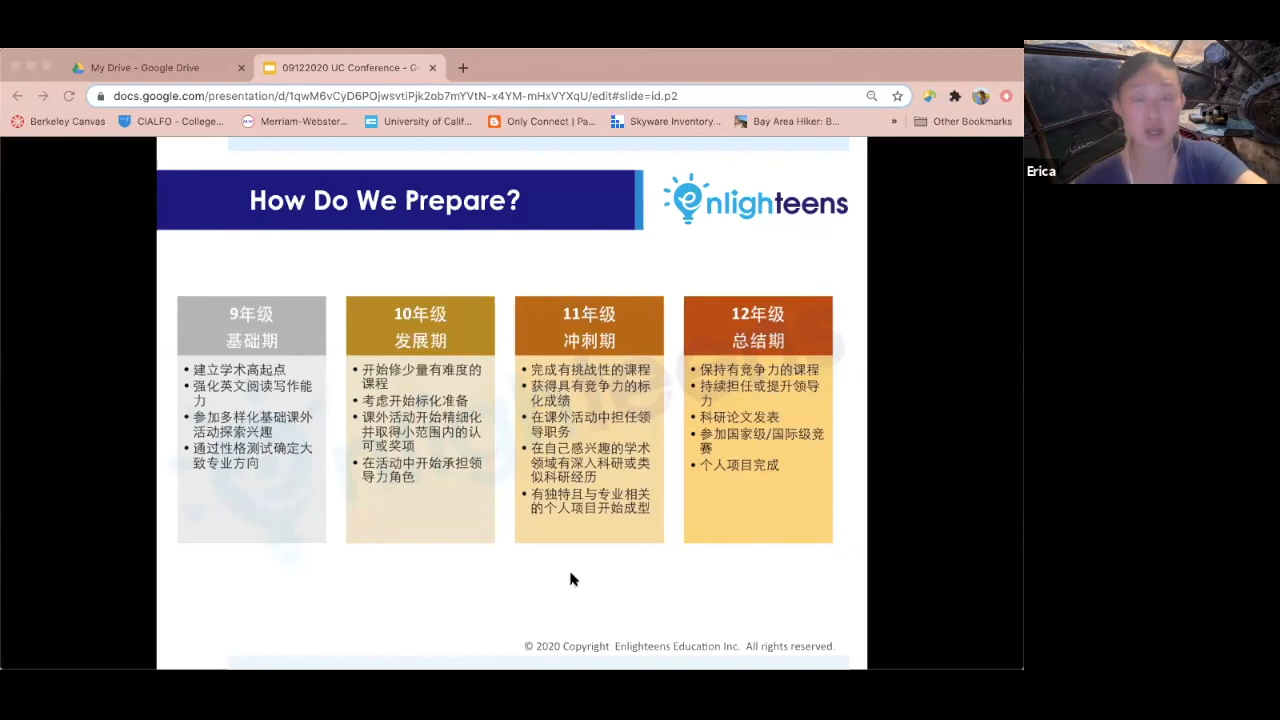 My Drive - Google Drive
09122020 UC Conference - G
docs.google.com/presentation/d/1qwM6vCyD6POjwsvtiPjk2ob7mYVtN-x4YM-mHxVYXqU/edit#slide=id.p2
Berkeley Canvas
CIALFO - College...
Merriam-Webster...
University of Calif...
Only Connect | Pa...
Skyware Inventory...
Bay Area Hiker: B...
»
Other Bookmarks
Erica
How Do We Prepare?
enlighteens
9年级
基础期
• 建立学术高起点
• 强化英文阅读写作能
力
• 参加多样化基础课外
活动探索兴趣
• 通过性格测试确定大
致专业方向
10年级
发展期
• 开始修少量有难度的
课程
• 考虑开始标化准备
• 课外活动开始精细化
并取得小范围内的认
可或奖项
• 在活动中开始承担领
导力角色
11年级
冲刺期
• 完成有挑战性的课程
• 获得具有竞争力的标
化成绩
• 在课外活动中担任领
导职务
• 在自己感兴趣的学术
领域有深入科研或类
似科研经历
• 有独特且与专业相关
的个人项目开始成型
12年级
总结期
• 保持有竞争力的课程
• 持续担任或提升领导
力
• 科研论文发表
• 参加国家级/国际级竞
赛
• 个人项目完成
© 2020 Copyright Enlighteens Education Inc. All rights reserved.